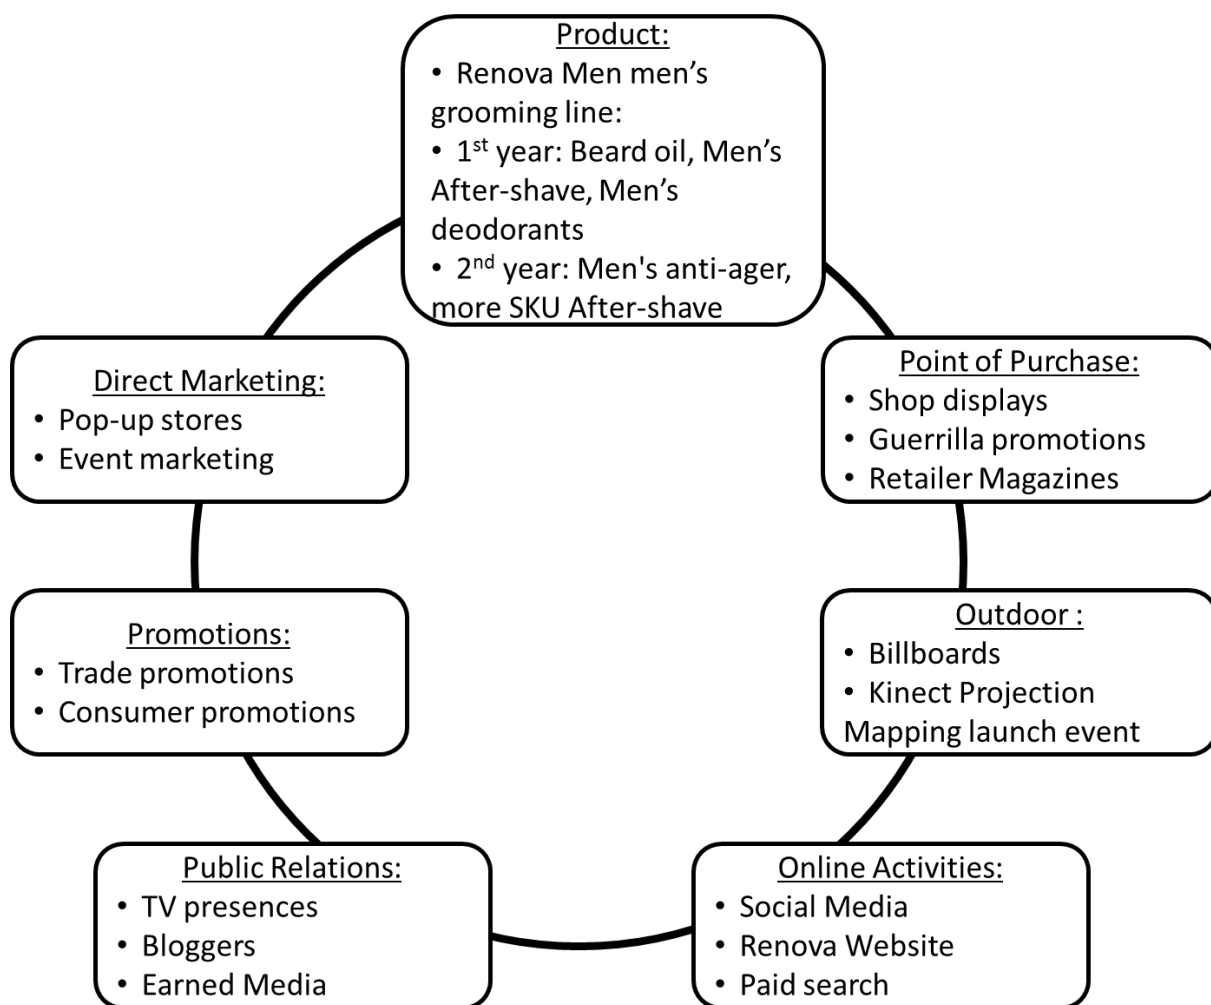 Product:
• Renova Men men’s
grooming line:
• 1st year: Beard oil, Men’s
After-shave, Men’s
deodorants
• 2nd year: Men's anti-ager,
more SKU After-shave
Direct Marketing:
• Pop-up stores
• Event marketing
Point of Purchase:
• Shop displays
• Guerrilla promotions
• Retailer Magazines
Promotions:
• Trade promotions
• Consumer promotions
Outdoor :
• Billboards
• Kinect Projection
Mapping launch event
Public Relations:
• TV presences
• Bloggers
• Earned Media
Online Activities:
• Social Media
• Renova Website
• Paid search